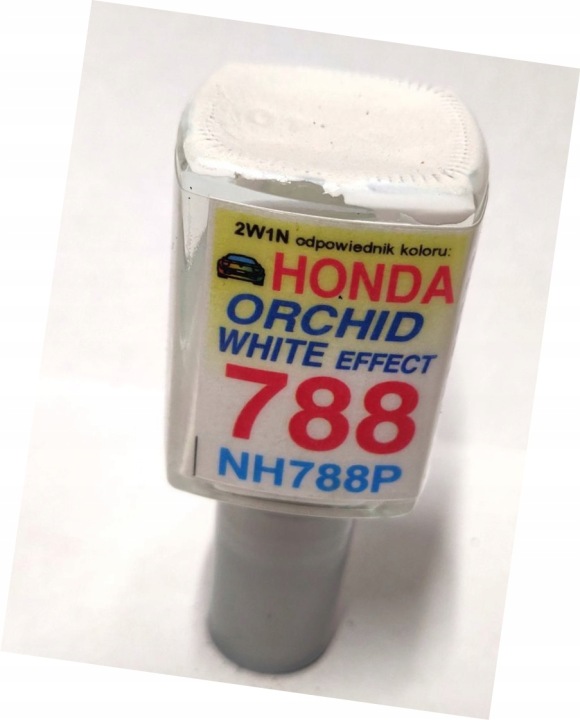 2W1N odpowiednik koloru:
HONDA
ORCHID
WHITE EFFECT
788
NH788P